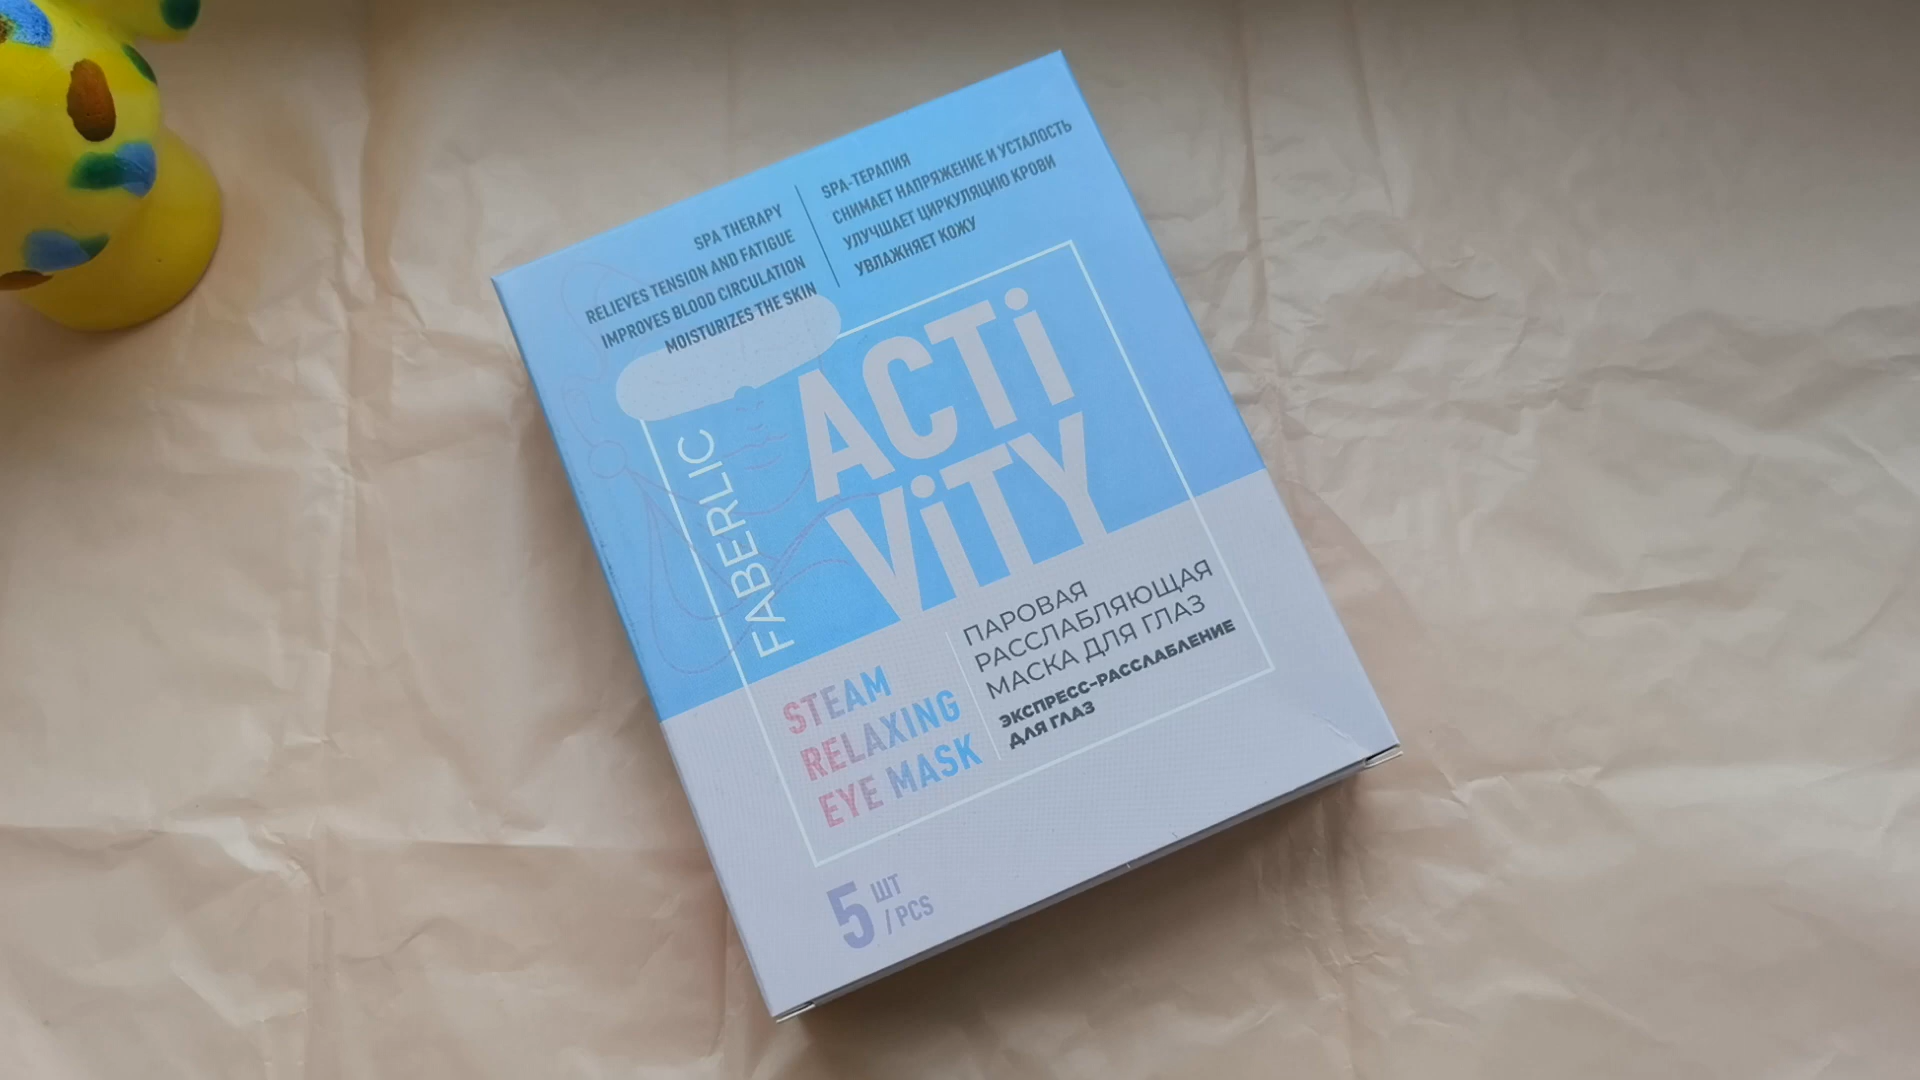 SPA THERAPY
RELIEVES TENSION AND FATIGUE
IMPROVES BLOOD CIRCULATION
MOISTURIZES THE SKIN
SPA-ТЕРАПИЯ
СНИМАЕТ НАПРЯЖЕНИЕ И УСТАЛОСТЬ
УЛУЧШАЕТ ЦИРКУЛЯЦИЮ КРОВИ
УВЛАЖНЯЕТ КОЖУ
FABERLIC
ACTi
ViTY
STEAM
RELAXING
EYE MASK
ПАРОВАЯ
РАССЛАБЛЯЮЩАЯ
МАСКА ДЛЯ ГЛАЗ
ЭКСПРЕСС-РАССЛАБЛЕНИЕ
ДЛЯ ГЛАЗ
5 ШТ
/PCS